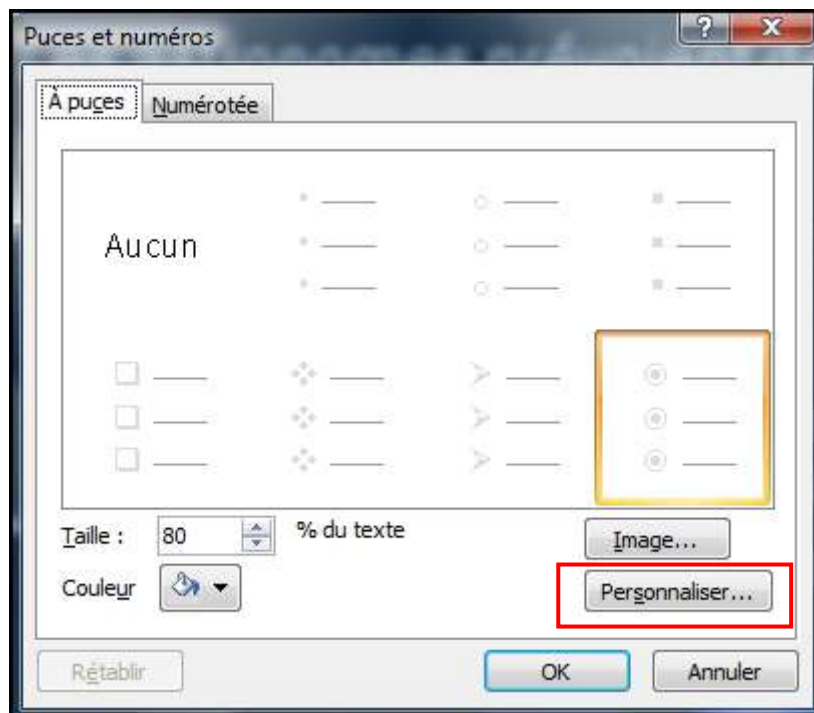 Puces et numéros
À puces Numérotée
Aucun
Taille : 80 % du texte Image...
Couleur Personnaliser...
Rétablir OK Annuler